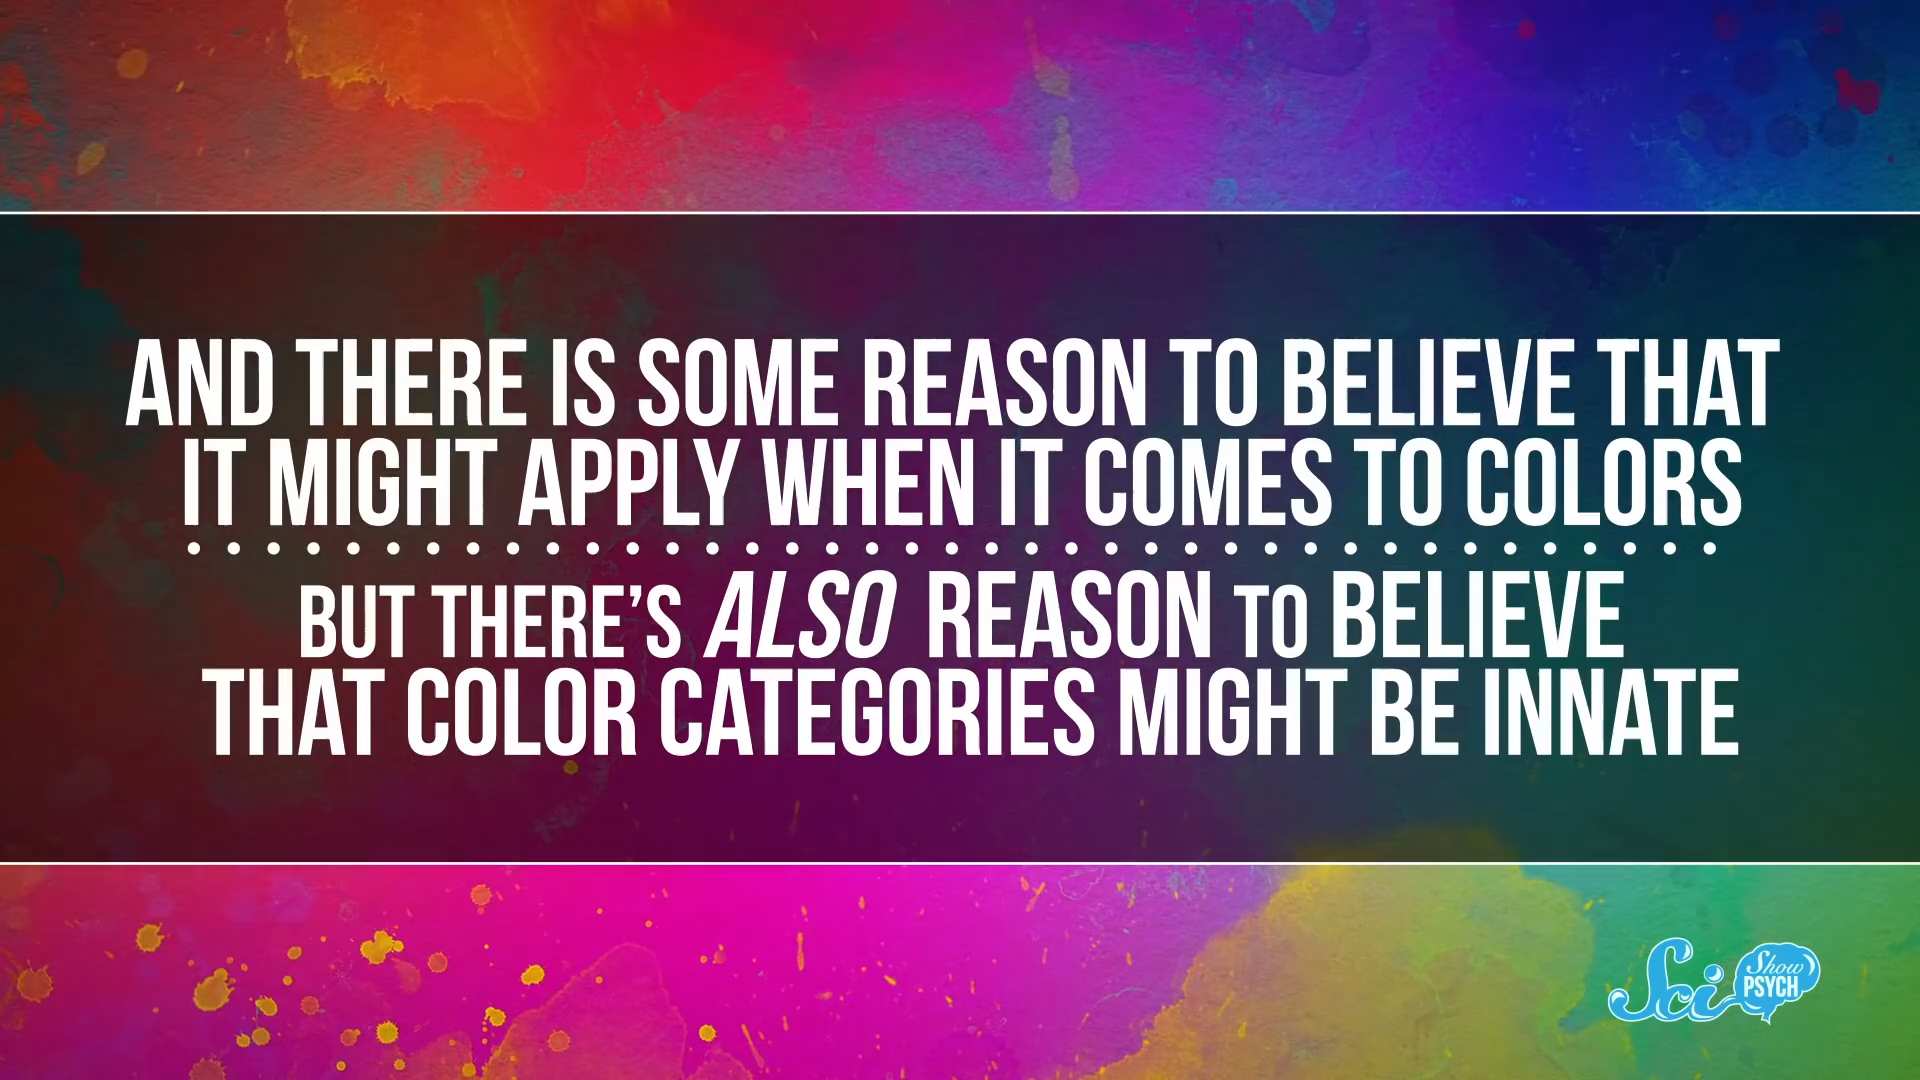 AND THERE IS SOME REASON TO BELIEVE THAT
IT MIGHT APPLY WHEN IT COMES TO COLORS
BUT THERE'S ALSO REASON TO BELIEVE
THAT COLOR CATEGORIES MIGHT BE INNATE
Sci Show
PSYCH